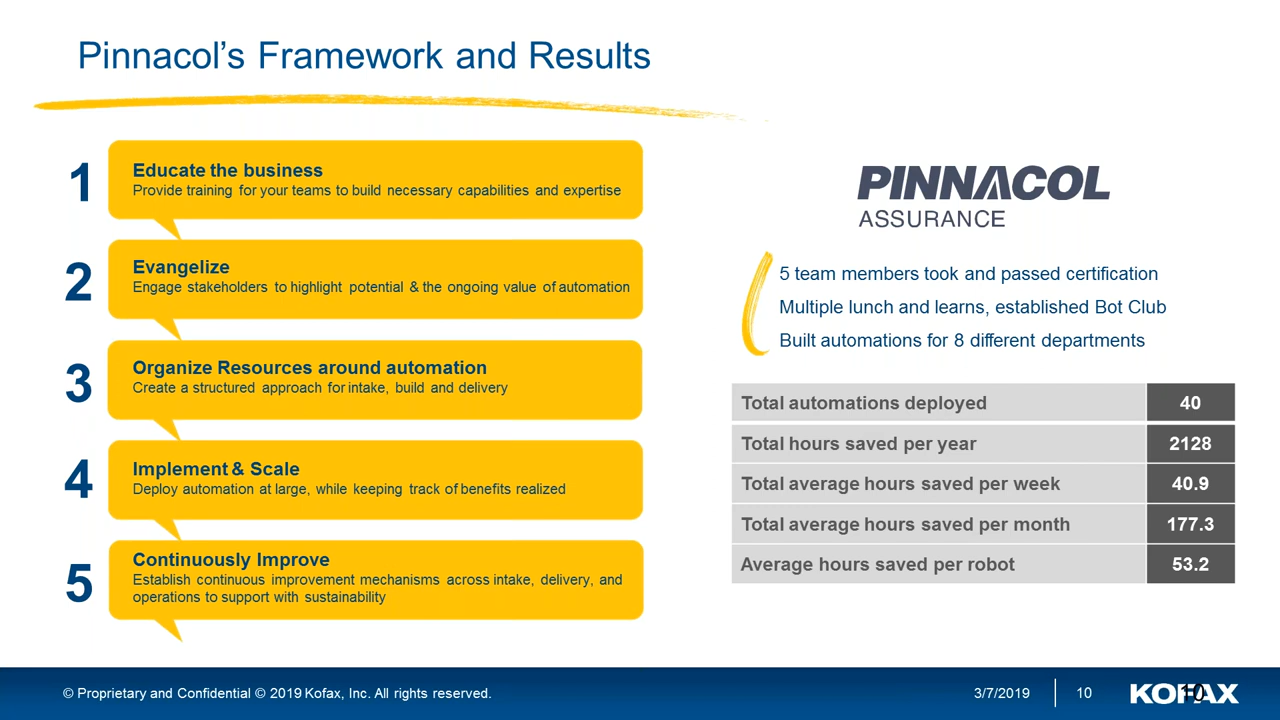 Pinnacol’s Framework and Results
1
Educate the business
Provide training for your teams to build necessary capabilities and expertise
2
Evangelize
Engage stakeholders to highlight potential & the ongoing value of automation
3
Organize Resources around automation
Create a structured approach for intake, build and delivery
4
Implement & Scale
Deploy automation at large, while keeping track of benefits realized
5
Continuously Improve
Establish continuous improvement mechanisms across intake, delivery, and
operations to support with sustainability
PINNACOL
ASSURANCE
5 team members took and passed certification
Multiple lunch and learns, established Bot Club
Built automations for 8 different departments
Total automations deployed 40
Total hours saved per year 2128
Total average hours saved per week 40.9
Total average hours saved per month 177.3
Average hours saved per robot 53.2
© Proprietary and Confidential © 2019 Kofax, Inc. All rights reserved.
3/7/2019 10 KOFAX
10